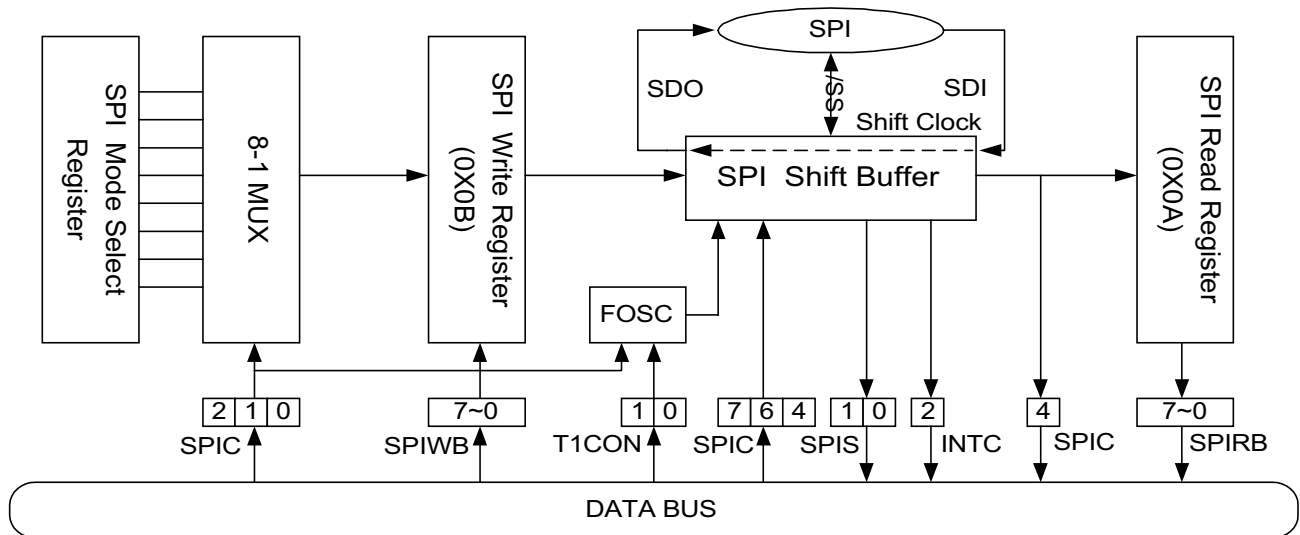 SPI
SDO
/SS
SDI
Shift Clock
SPI Mode Select
Register
8-1 MUX
SPI Write Register
(0X0B)
SPI Shift Buffer
SPI Read Register
(0X0A)
FOSC
2 1 0
7~0
1 0
7 6 4
1 0
2
4
7~0
SPIC
SPIWB
T1CON
SPIC
SPIS
INTC
SPIC
SPIRB
DATA BUS